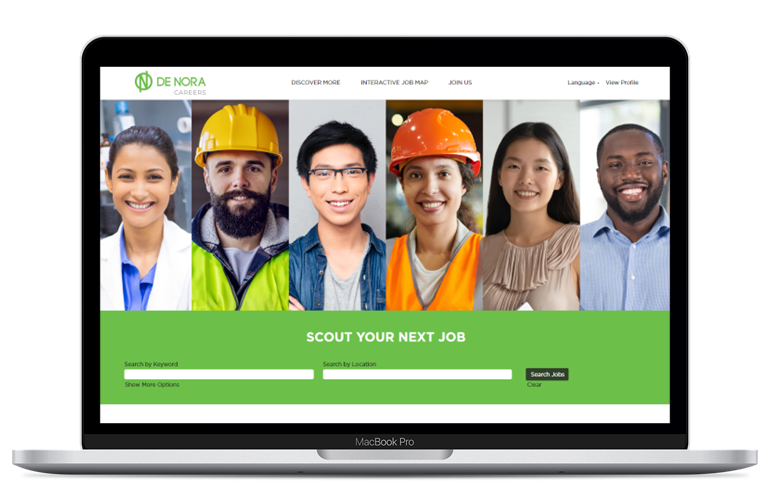 DE NORA
CAREERS
DISCOVER MORE
INTERACTIVE JOB MAP
JOIN US
Language
View Profile
SCOUT YOUR NEXT JOB
Search by Keyword
Search by Location
Search Jobs
Show More Options
Clear
MacBook Pro